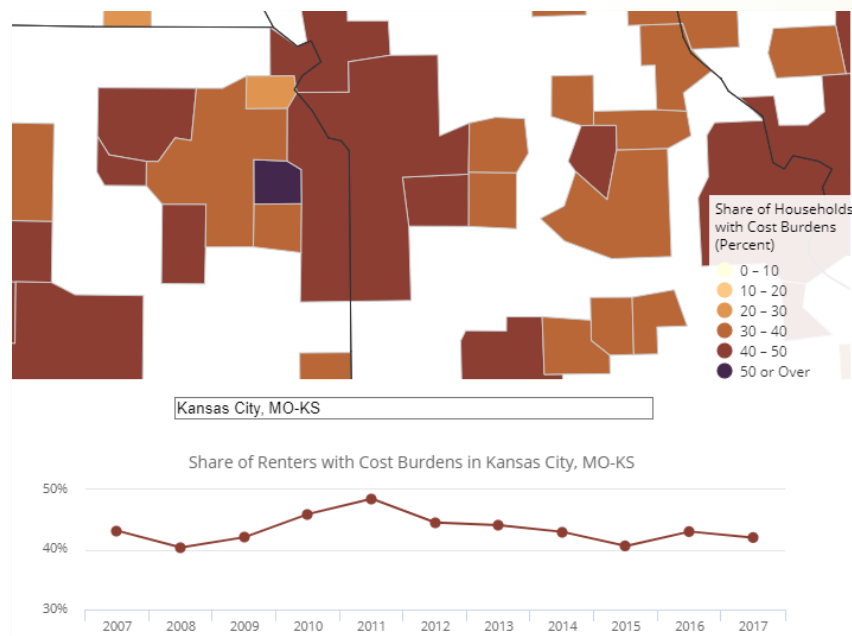 Share of Households
with Cost Burdens
(Percent)
0 – 10
10 – 20
20 – 30
30 – 40
40 – 50
50 or Over
Kansas City, MO-KS
Share of Renters with Cost Burdens in Kansas City, MO-KS
50%
40%
30%
2007 2008 2009 2010 2011 2012 2013 2014 2015 2016 2017